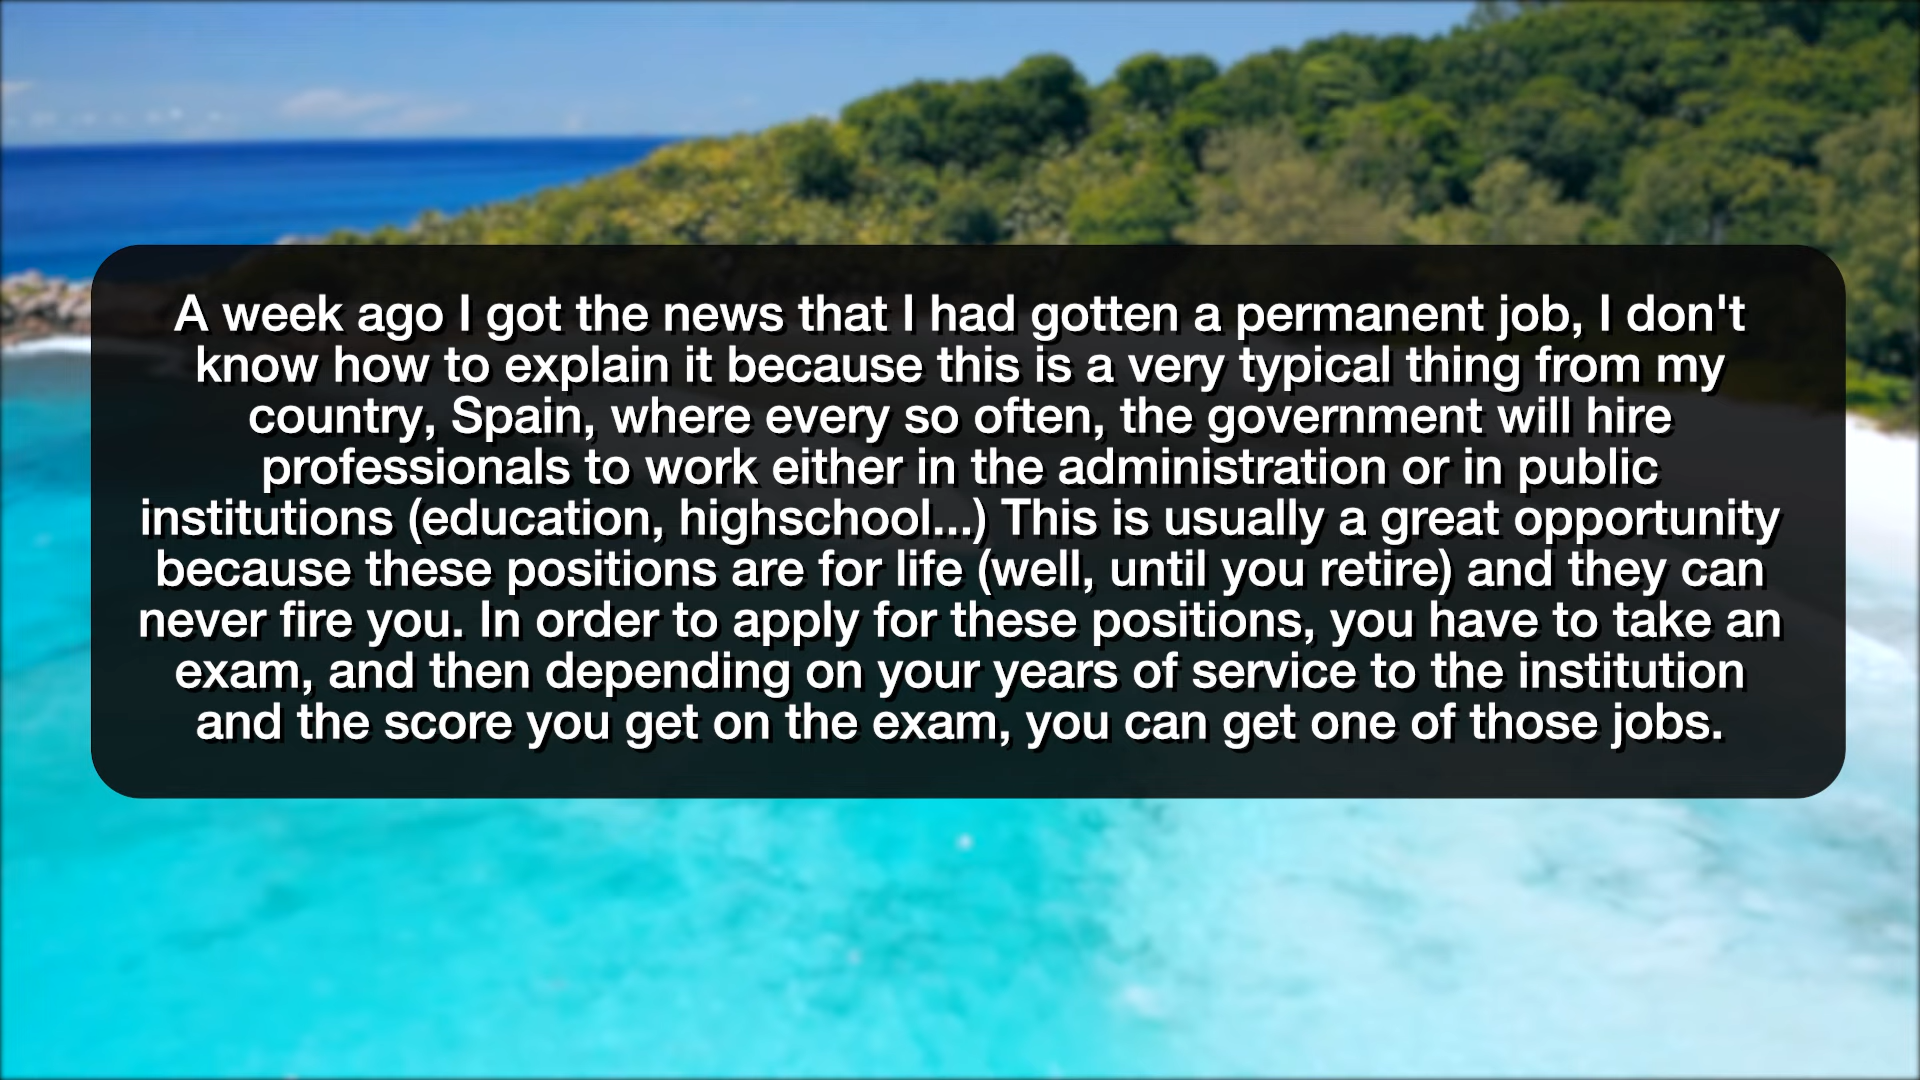 A week ago I got the news that I had gotten a permanent job, I don't
know how to explain it because this is a very typical thing from my
country, Spain, where every so often, the government will hire
professionals to work either in the administration or in public
institutions (education, highschool...) This is usually a great opportunity
because these positions are for life (well, until you retire) and they can
never fire you. In order to apply for these positions, you have to take an
exam, and then depending on your years of service to the institution
and the score you get on the exam, you can get one of those jobs.